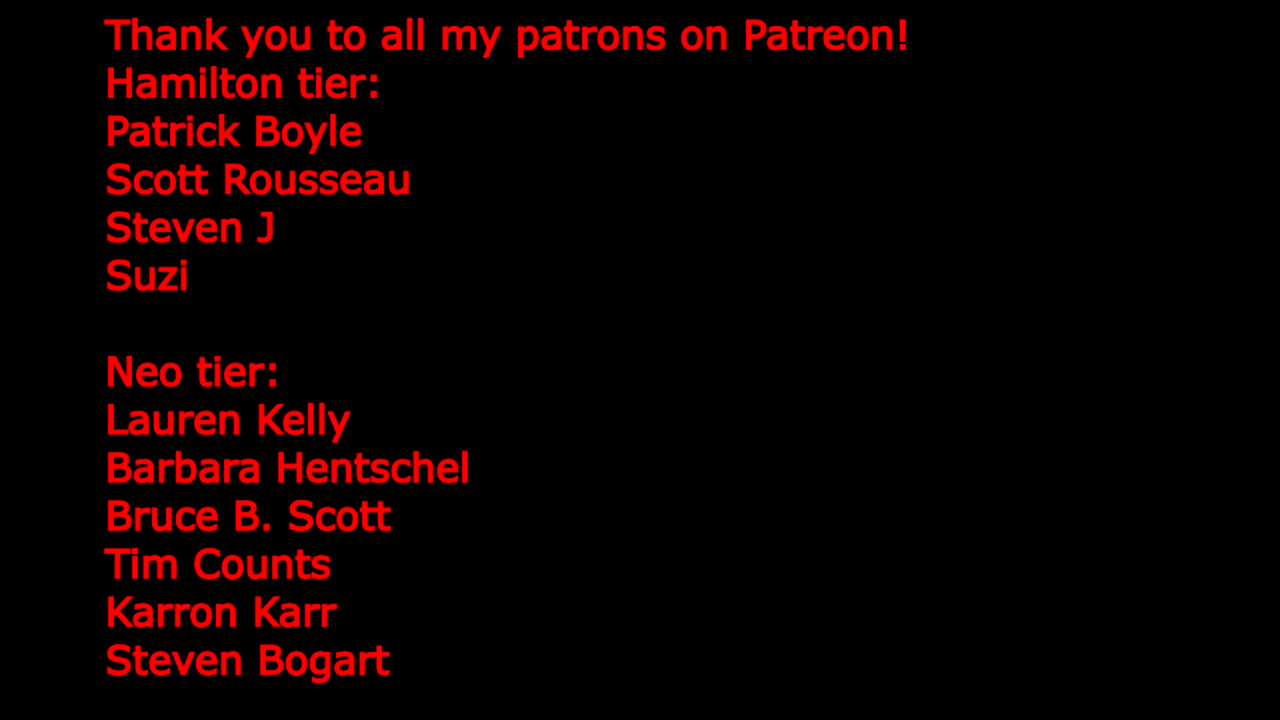 Thank you to all my patrons on Patreon!
Hamilton tier:
Patrick Boyle
Scott Rousseau
Steven J
Suzi
Neo tier:
Lauren Kelly
Barbara Hentschel
Bruce B. Scott
Tim Counts
Karron Karr
Steven Bogart